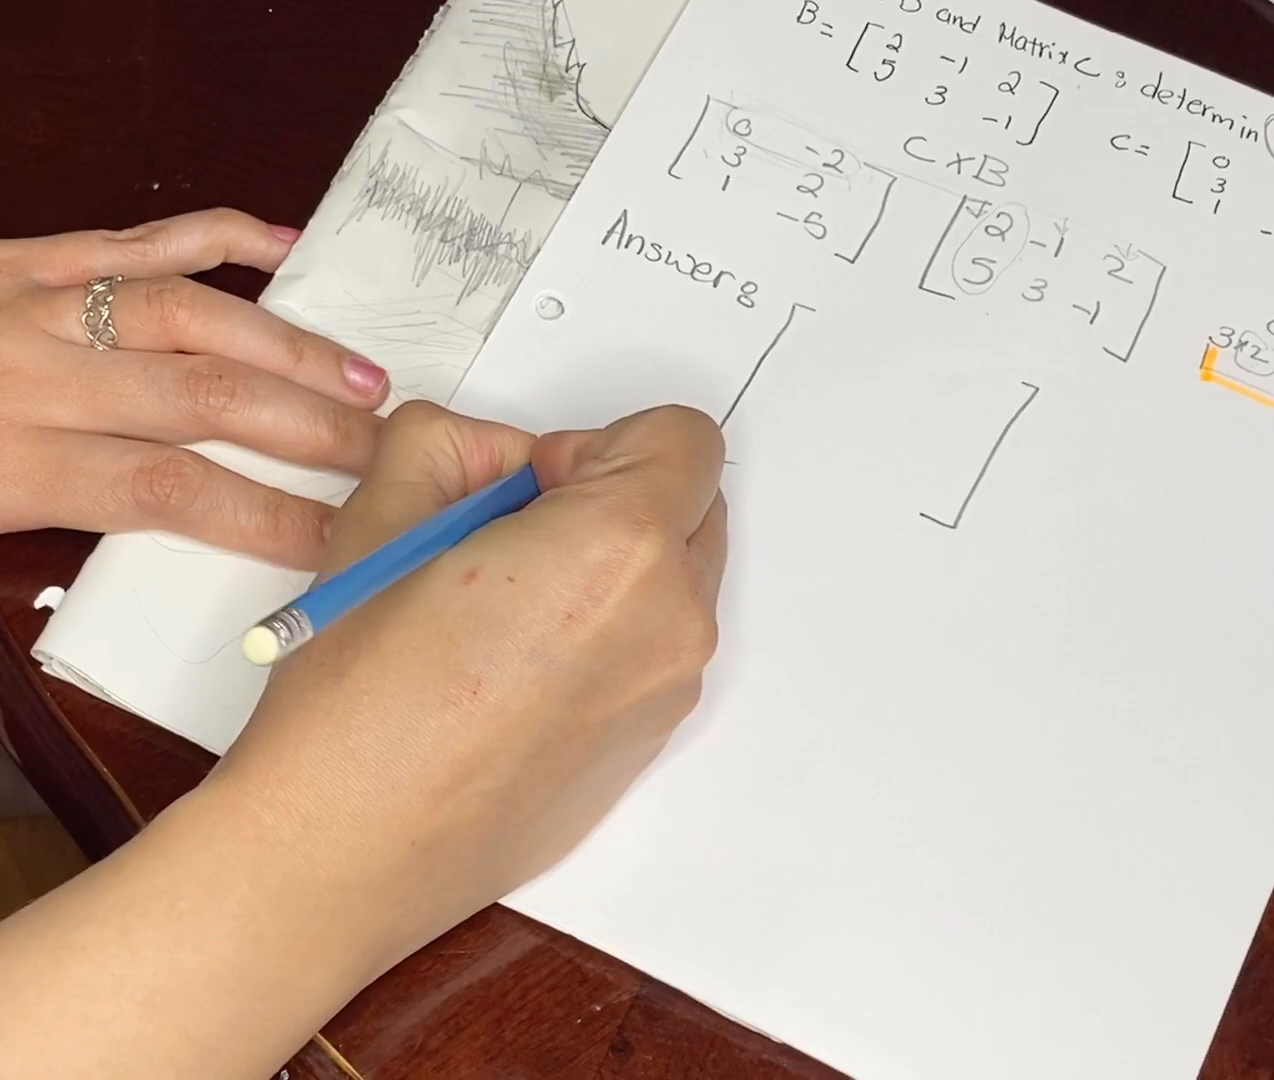 B and Matrix C : determin
B = [ 2 -1 2
5 3 -1 ]
C = [ 0
3
1
C x B
[ 0 -2
3 2
1 -5 ]
[ 2 -1 2
5 3 -1 ]
3x2
Answer:
[ ]